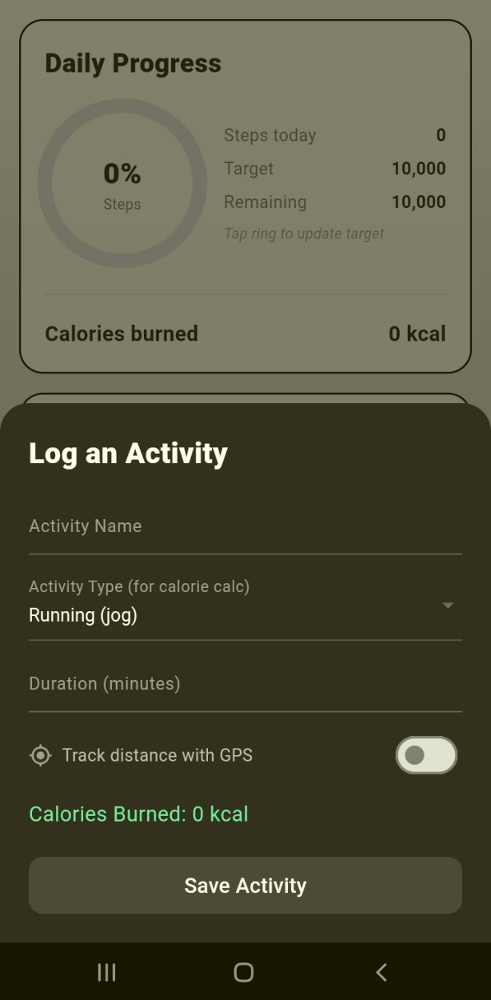 Daily Progress
0%
Steps
Steps today 0
Target 10,000
Remaining 10,000
Tap ring to update target
Calories burned 0 kcal
Log an Activity
Activity Name
Activity Type (for calorie calc)
Running (jog)
Duration (minutes)
Track distance with GPS
Calories Burned: 0 kcal
Save Activity